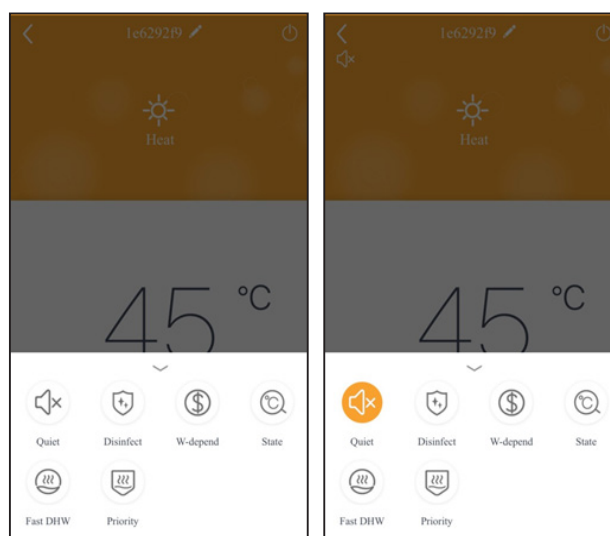 1e6292f9
Heat
45 °C
Quiet Disinfect W-depend State
Fast DHW Priority
1e6292f9
Heat
45 °C
Quiet Disinfect W-depend State
Fast DHW Priority